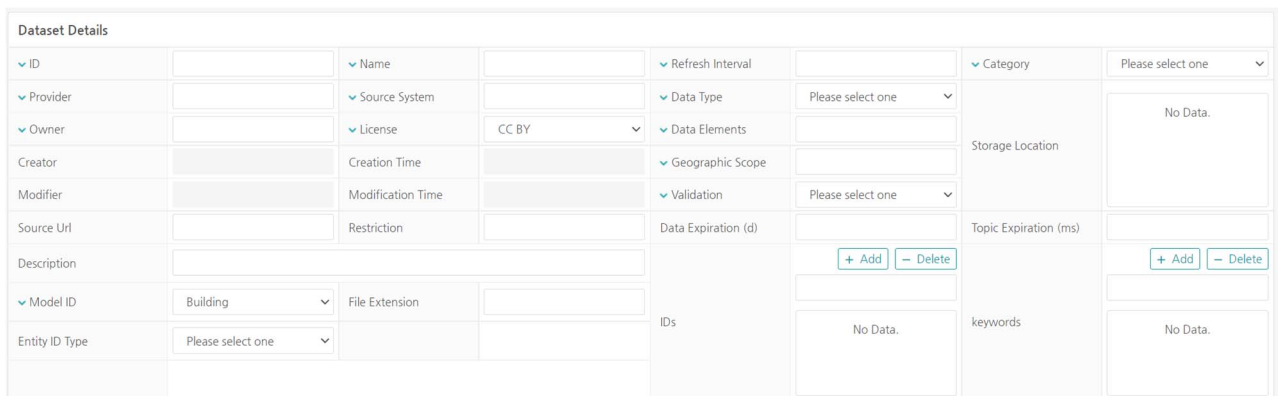 Dataset Details
ID Name Refresh Interval Category Please select one
Provider Source System Data Type Please select one
No Data.
Owner License CC BY Data Elements
Storage Location
Creator Creation Time Geographic Scope
Modifier Modification Time Validation Please select one
Source Url Restriction Data Expiration (d) Topic Expiration (ms)
Description + Add − Delete + Add − Delete
Model ID Building File Extension
IDs No Data. keywords No Data.
Entity ID Type Please select one